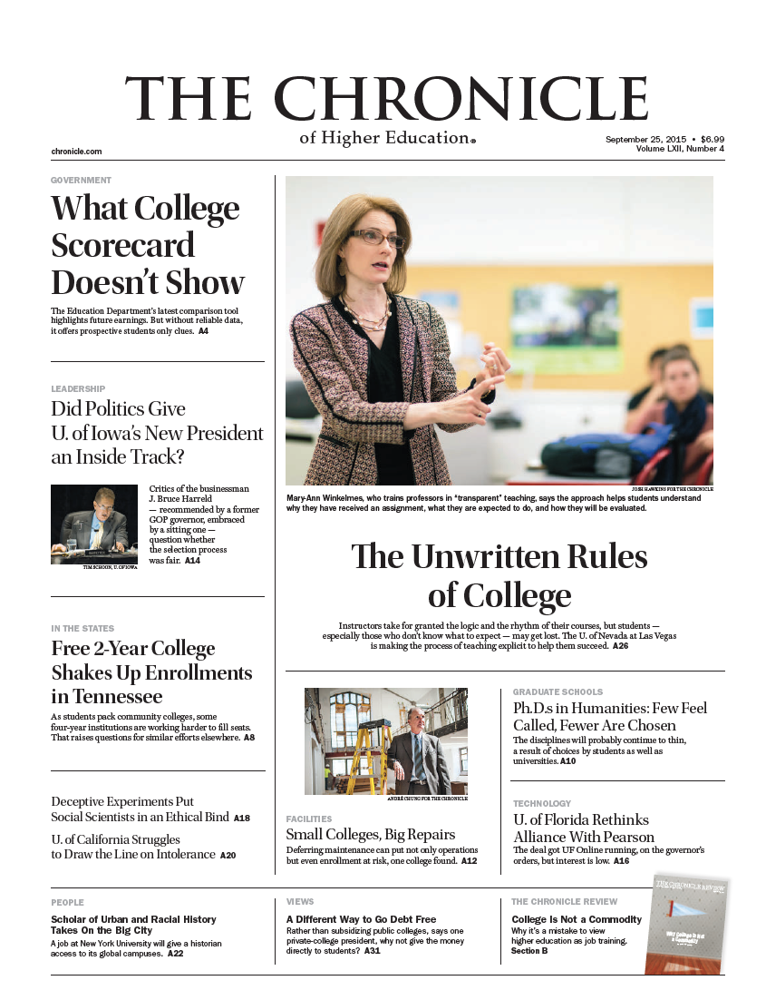 THE CHRONICLE
of Higher Education®
chronicle.com
September 25, 2015 • $6.99
Volume LXII, Number 4
GOVERNMENT
What College
Scorecard
Doesn't Show
The Education Department's latest comparison tool
highlights future earnings. But without reliable data,
it offers prospective students only clues. A4
LEADERSHIP
Did Politics Give
U. of Iowa's New President
an Inside Track?
Critics of the businessman
J. Bruce Harreld
— recommended by a former
GOP governor, embraced
by a sitting one —
question whether
the selection process
was fair. A14
TIM SCHOON, U. OF IOWA
IN THE STATES
Free 2-Year College
Shakes Up Enrollments
in Tennessee
As students pack community colleges, some
four-year institutions are working harder to fill seats.
That raises questions for similar efforts elsewhere. A8
Deceptive Experiments Put
Social Scientists in an Ethical Bind A18
U. of California Struggles
to Draw the Line on Intolerance A20
JOSH HAWKINS FOR THE CHRONICLE
Mary-Ann Winkelmes, who trains professors in "transparent" teaching, says the approach helps students understand
why they have received an assignment, what they are expected to do, and how they will be evaluated.
The Unwritten Rules
of College
Instructors take for granted the logic and the rhythm of their courses, but students —
especially those who don't know what to expect — may get lost. The U. of Nevada at Las Vegas
is making the process of teaching explicit to help them succeed. A26
ANDRÉ CHUNG FOR THE CHRONICLE
FACILITIES
Small Colleges, Big Repairs
Deferring maintenance can put not only operations
but even enrollment at risk, one college found. A12
GRADUATE SCHOOLS
Ph.D.s in Humanities: Few Feel
Called, Fewer Are Chosen
The disciplines will probably continue to thin,
a result of choices by students as well as
universities. A10
TECHNOLOGY
U. of Florida Rethinks
Alliance With Pearson
The deal got UF Online running, on the governor's
orders, but interest is low. A16
PEOPLE
Scholar of Urban and Racial History
Takes On the Big City
A job at New York University will give a historian
access to its global campuses. A22
VIEWS
A Different Way to Go Debt Free
Rather than subsidizing public colleges, says one
private-college president, why not give the money
directly to students? A31
THE CHRONICLE REVIEW
College Is Not a Commodity
Why it's a mistake to view
higher education as job training.
Section B
THE CHRONICLE REVIEW
Why College Is Not
a Commodity